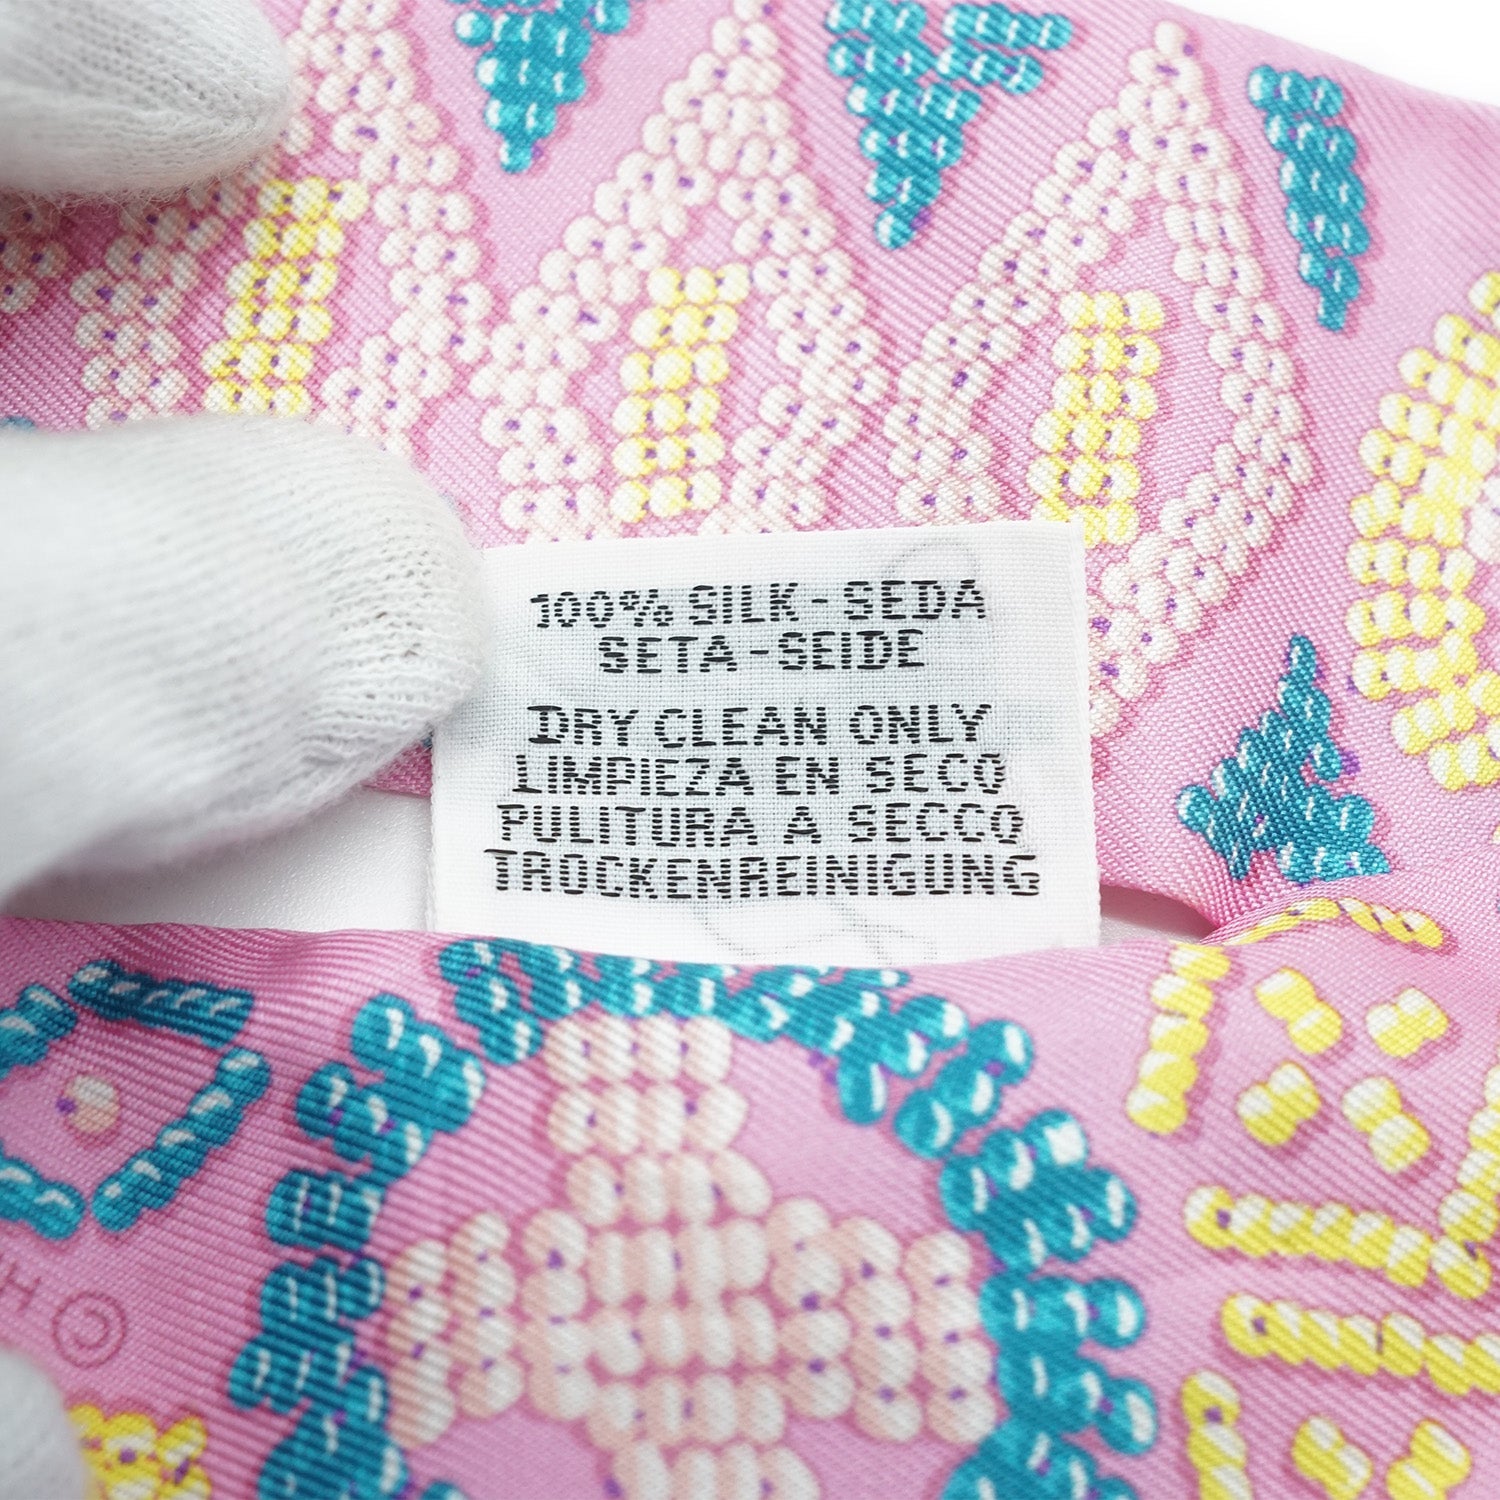 100% SILK - SEDA
SETA - SEIDE
DRY CLEAN ONLY
LIMPIEZA EN SECO
PULITURA A SECCO
TROCKENREINIGUNG
H ©